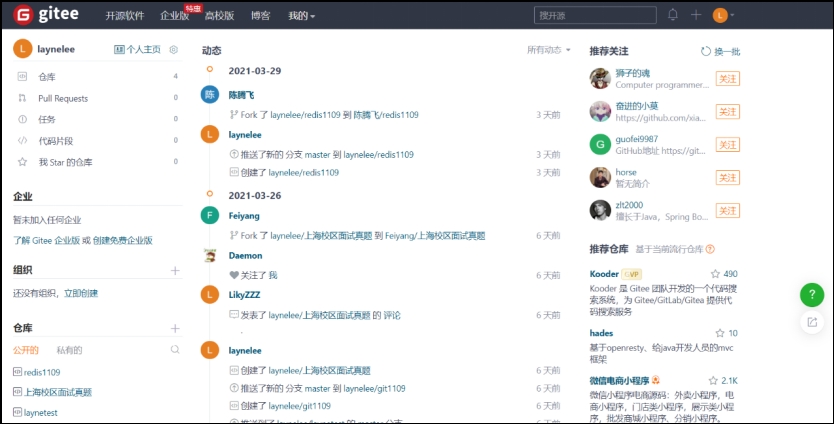 gitee 开源软件 企业版 特惠 高校版 博客 我的 搜开源
L laynelee 个人主页
仓库 4
Pull Requests 0
任务 0
代码片段 0
我 Star 的仓库 0
企业
暂未加入任何企业
了解 Gitee 企业版 或 创建免费企业版
组织
还没有组织，立即创建
仓库
公开的 私有的
redis1109
上海校区面试真题
laynetest
动态 所有动态
2021-03-29
陈 陈腾飞
Fork 了 laynelee/redis1109 到 陈腾飞/redis1109 3 天前
L laynelee
推送了新的 分支 master 到 laynelee/redis1109 3 天前
创建了 laynelee/redis1109 3 天前
2021-03-26
F Feiyang
Fork 了 laynelee/上海校区面试真题 到 Feiyang/上海校区面试真题 6 天前
Daemon
关注了 我 6 天前
L LikyZZZ
发表了 laynelee/上海校区面试真题 的 评论 6 天前
.
L laynelee
创建了 laynelee/上海校区面试真题 6 天前
推送了新的 分支 master 到 laynelee/git1109 6 天前
创建了 laynelee/git1109 6 天前
推送到了 laynelee/laynetest 的 master 分支 6 天前
推荐关注 换一批
狮子的魂 关注
Computer programmer...
奋进的小莫 关注
https://github.com/xia...
G guofei9987 关注
GitHub地址 https://git...
horse 关注
暂无简介
zlt2000 关注
擅长于Java，Spring Bo...
推荐仓库 基于当前流行仓库
Kooder GVP 490
Kooder 是 Gitee 团队开发的一个代码搜
索系统，为 Gitee/GitLab/Gitea 提供代
码搜索服务
hades 10
基于openresty、给java开发人员的mvc
框架
微信电商小程序 2.1K
微信小程序电商源码：外卖小程序，电
商小程序，门店类小程序，展示类小程
序，批发商城小程序、分销小程序。